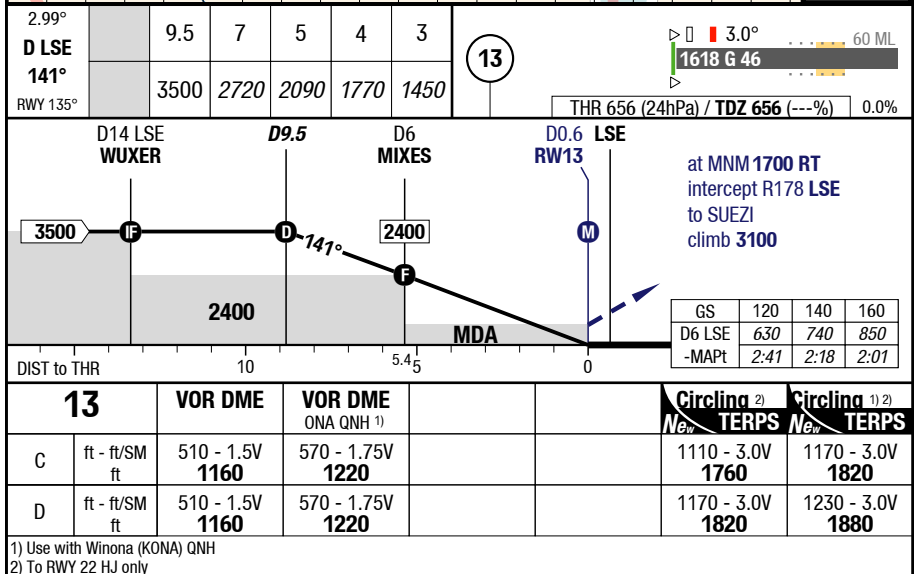 2.99°
D LSE
141°
RWY 135°
9.5 7 5 4 3
3500 2720 2090 1770 1450
13
3.0°
60 ML
1618 G 46
THR 656 (24hPa) / TDZ 656 (---%) 0.0%
D14 LSE
WUXER
D9.5
D6
MIXES
D0.6
RW13
LSE
at MNM 1700 RT
intercept R178 LSE
to SUEZI
climb 3100
3500
IF
D
141°
2400
F
M
2400
MDA
GS 120 140 160
D6 LSE 630 740 850
-MAPt 2:41 2:18 2:01
DIST to THR
10 5.4 5 0
13
VOR DME
VOR DME
ONA QNH 1)
Circling 2)
New TERPS
Circling 1) 2)
New TERPS
C ft - ft/SM 510 - 1.5V 570 - 1.75V 1110 - 3.0V 1170 - 3.0V
ft 1160 1220 1760 1820
D ft - ft/SM 510 - 1.5V 570 - 1.75V 1170 - 3.0V 1230 - 3.0V
ft 1160 1220 1820 1880
1) Use with Winona (KONA) QNH
2) To RWY 22 HJ only